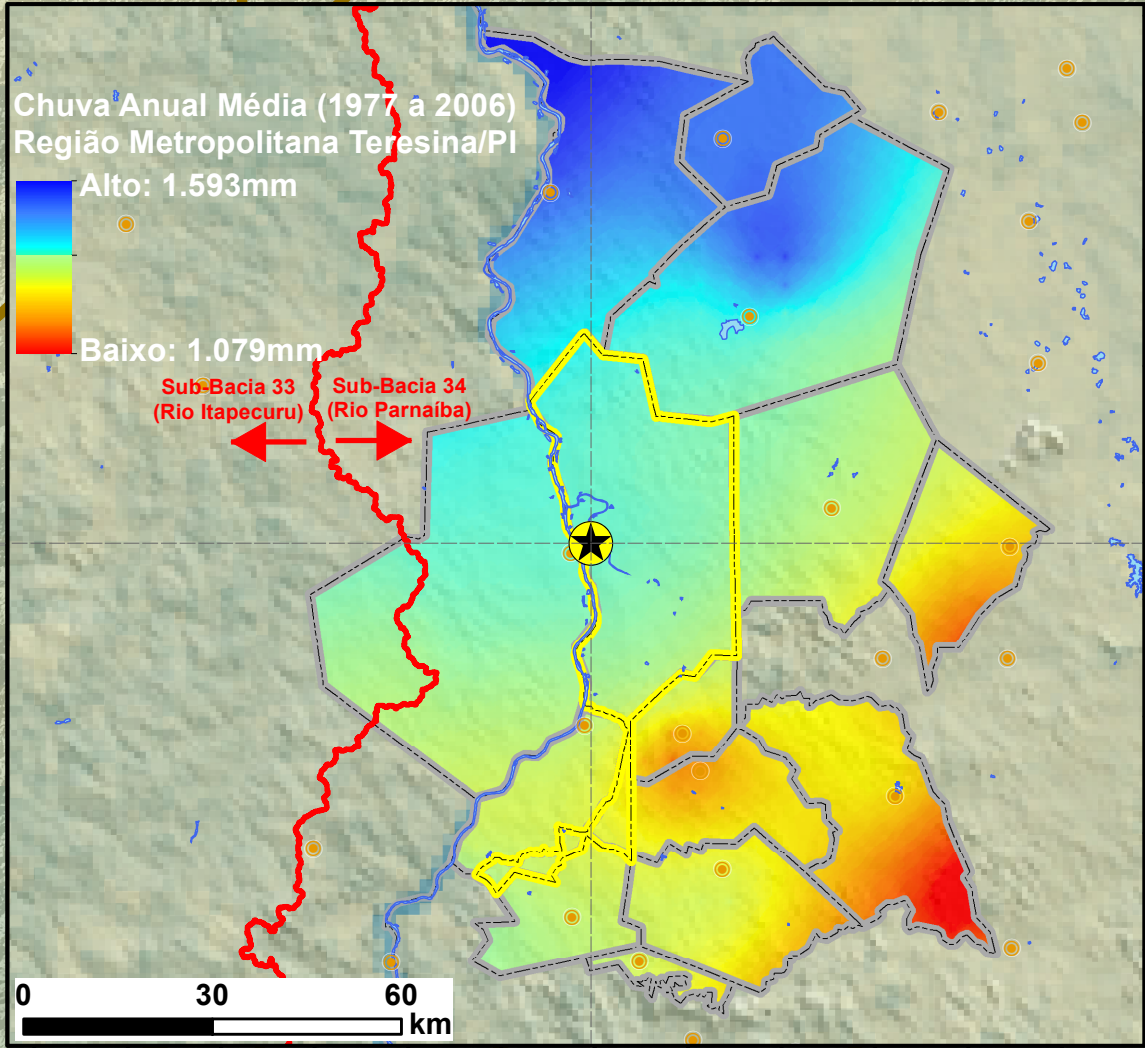 Chuva Anual Média (1977 a 2006)
Região Metropolitana Teresina/PI
Alto: 1.593mm
Baixo: 1.079mm
Sub-Bacia 33
(Rio Itapecuru)
Sub-Bacia 34
(Rio Parnaíba)
0 30 60
km